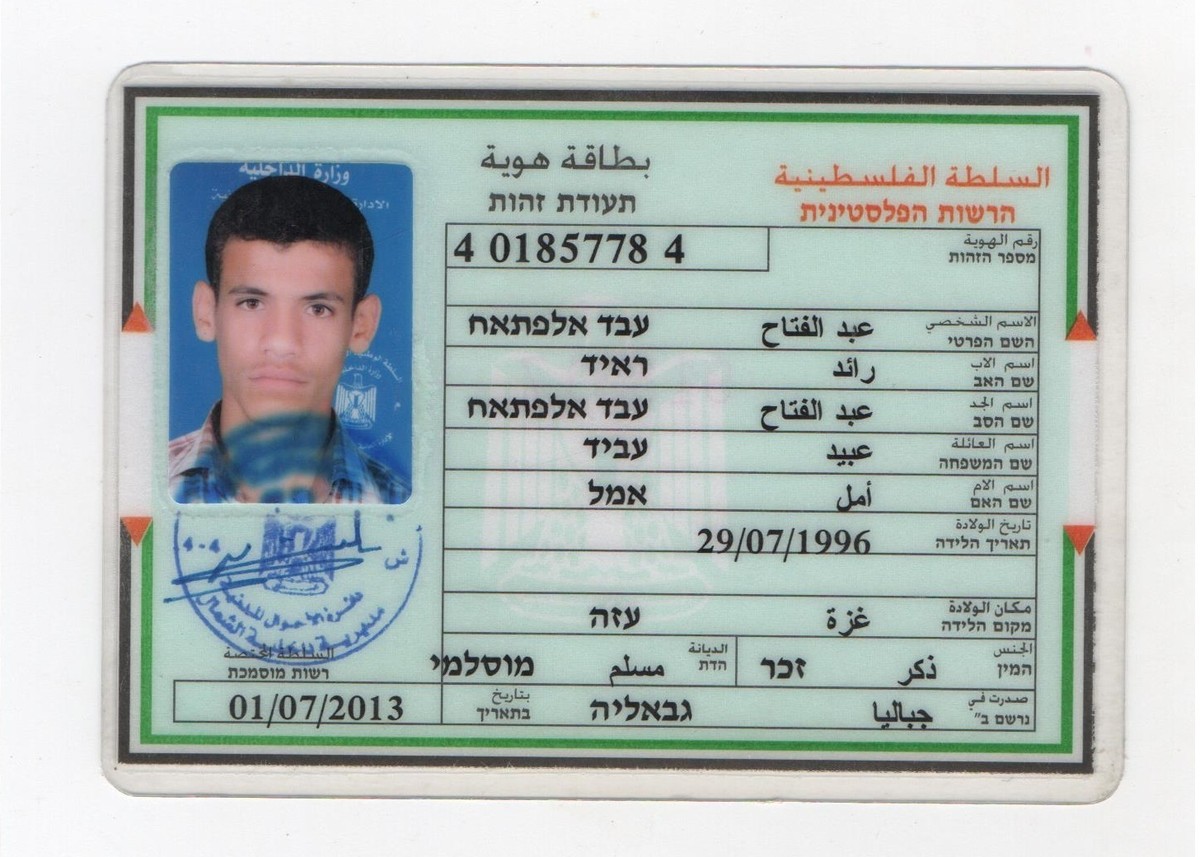 السلطة الفلسطينية
הרשות הפלסטינית
بطاقة هوية
תעודת זהות
وزارة الداخلية
رقم الهوية
מספר הזהות
4 0185778 4
الاسم الشخصي
השם הפרטי
عبد الفتاح עבד אלפתאח
اسم الاب
שם האב
رائد ראיד
اسم الجد
שם הסב
عبد الفتاح עבד אלפתאח
اسم العائلة
שם המשפחה
عبيد עביד
اسم الام
שם האם
أمل אמל
تاريخ الولادة
תאריך הלידה
29/07/1996
مكان الولادة
מקום הלידה
غزة עזה
الجنس
המין
ذكر זכר
الديانة
הדת
مسلم מוסלמי
صدرت في
נרשם ב"
جباليا גבאליה
بتاريخ
בתאריך
01/07/2013
السلطة المختصة
רשות מוסמכת